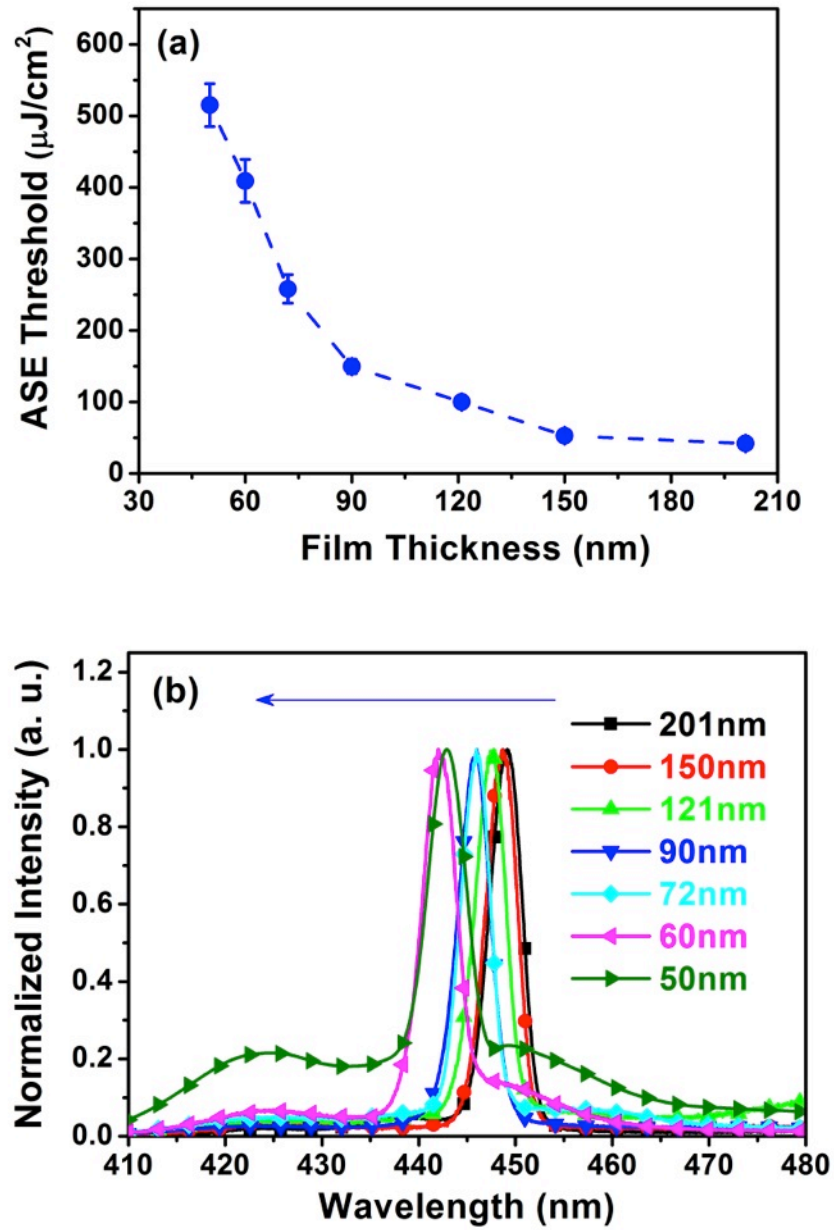 (a)
ASE Threshold (μJ/cm²)
600
500
400
300
200
100
0
30 60 90 120 150 180 210
Film Thickness (nm)
(b)
Normalized Intensity (a. u.)
1.2
1.0
0.8
0.6
0.4
0.2
0.0
201nm
150nm
121nm
90nm
72nm
60nm
50nm
410 420 430 440 450 460 470 480
Wavelength (nm)